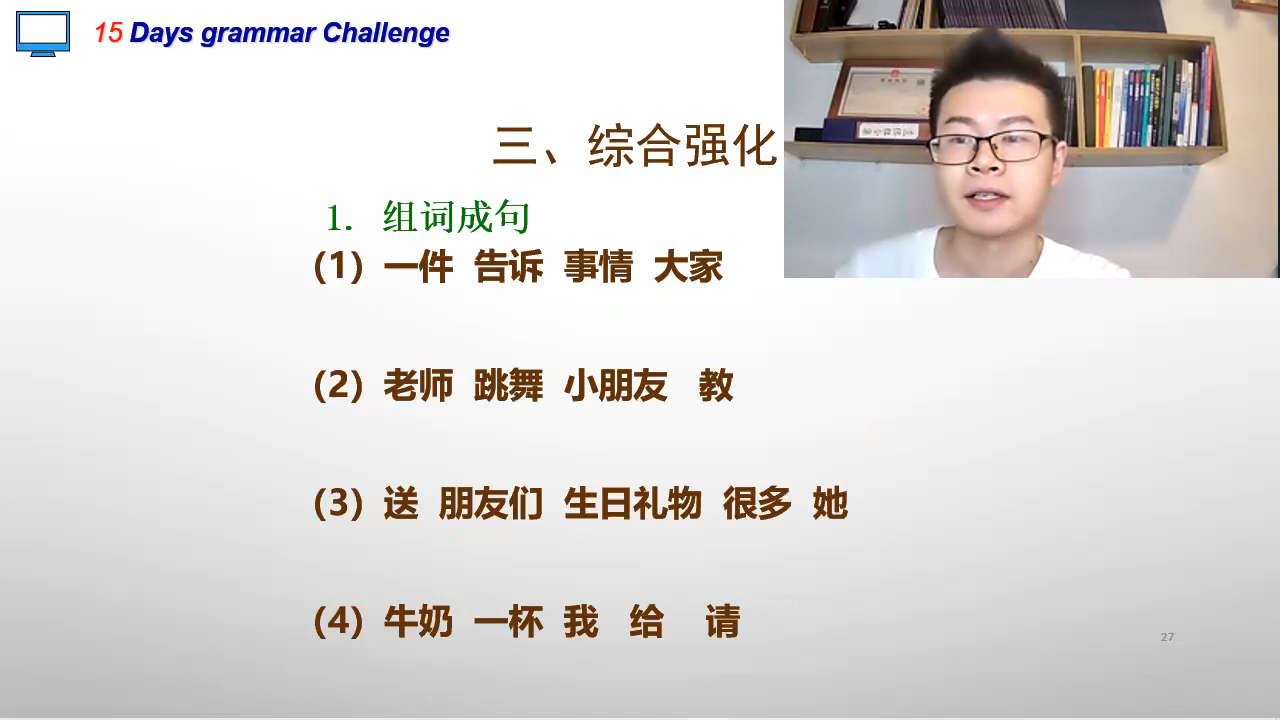 15 Days grammar Challenge
三、综合强化
1. 组词成句
(1) 一件 告诉 事情 大家
(2) 老师 跳舞 小朋友 教
(3) 送 朋友们 生日礼物 很多 她
(4) 牛奶 一杯 我 给 请
27